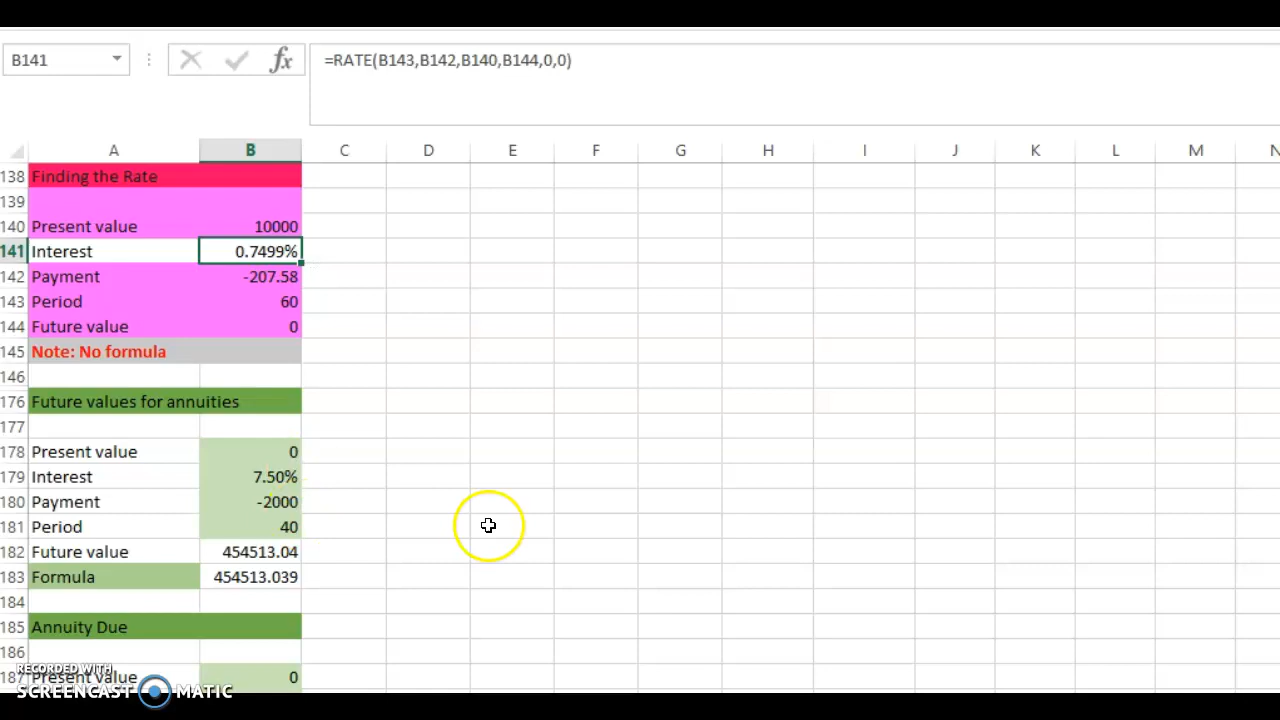 B141 fx =RATE(B143,B142,B140,B144,0,0)
A B C D E F G H I J K L M N
138 Finding the Rate
139
140 Present value 10000
141 Interest 0.7499%
142 Payment -207.58
143 Period 60
144 Future value 0
145 Note: No formula
146
176 Future values for annuities
177
178 Present value 0
179 Interest 7.50%
180 Payment -2000
181 Period 40
182 Future value 454513.04
183 Formula 454513.039
184
185 Annuity Due
186
RECORDED WITH
187 Present value 0
SCREENCAST MATIC